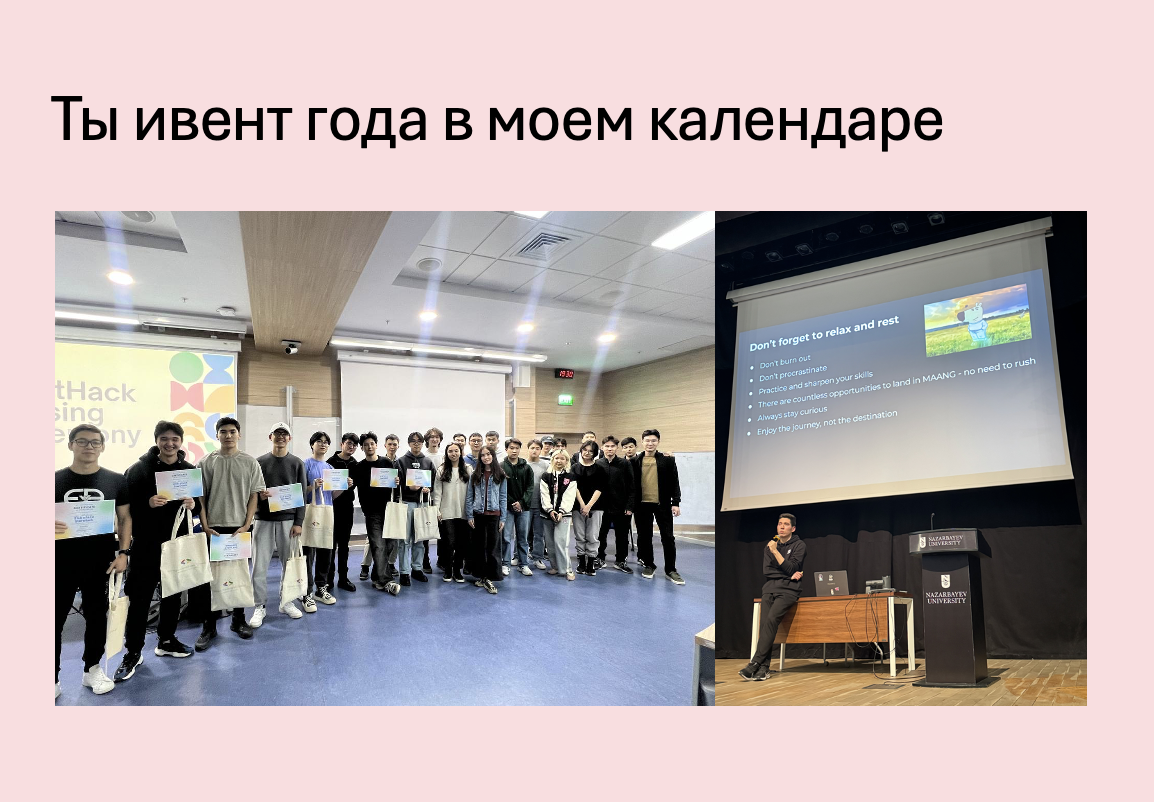 Ты ивент года в моем календаре
tHack
sing
19:30
Don't forget to relax and rest
Don't burn out
Don't procrastinate
Practice and sharpen your skills
There are countless opportunities to land in MAANG - no need to rush
Always stay curious
Enjoy the journey, not the destination
NAZARBAYEV
UNIVERSITY
NAZARBAYEV
UNIVERSITY